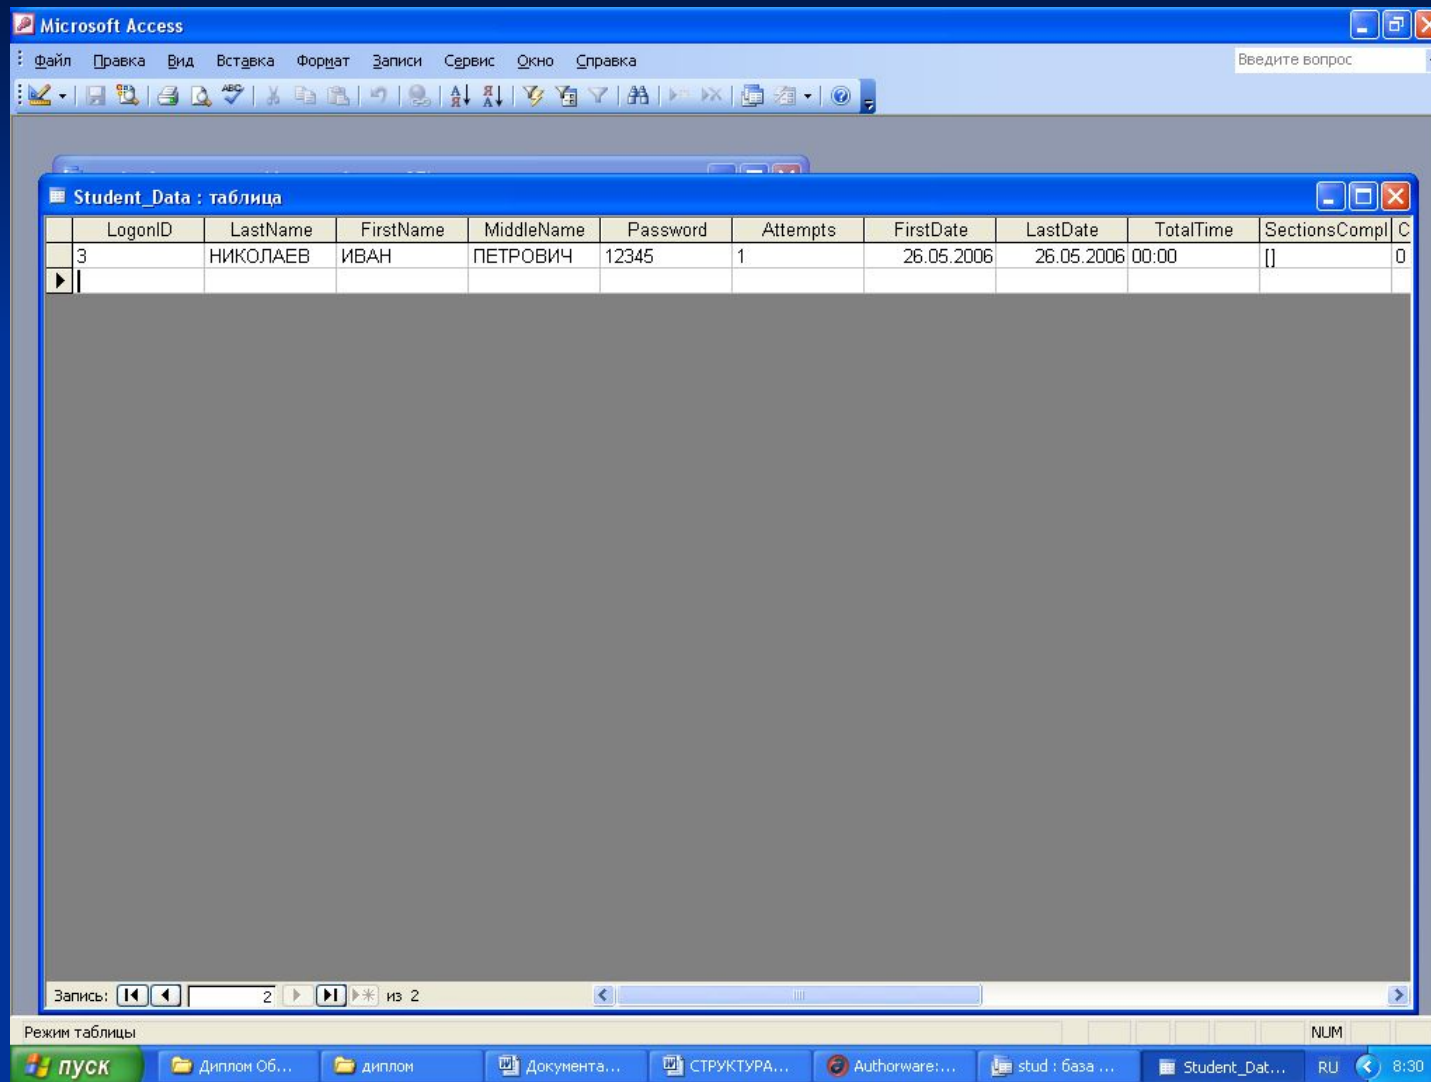 Microsoft Access
Файл Правка Вид Вставка Формат Записи Сервис Окно Справка Введите вопрос
Student_Data : таблица
LogonID LastName FirstName MiddleName Password Attempts FirstDate LastDate TotalTime SectionsCompl C
3 НИКОЛАЕВ ИВАН ПЕТРОВИЧ 12345 1 26.05.2006 26.05.2006 00:00 [] 0
Запись: 2 из 2
Режим таблицы NUM
пуск Диплом Об... диплом Документа... СТРУКТУРА... Authorware:... stud : база ... Student_Dat... RU 8:30